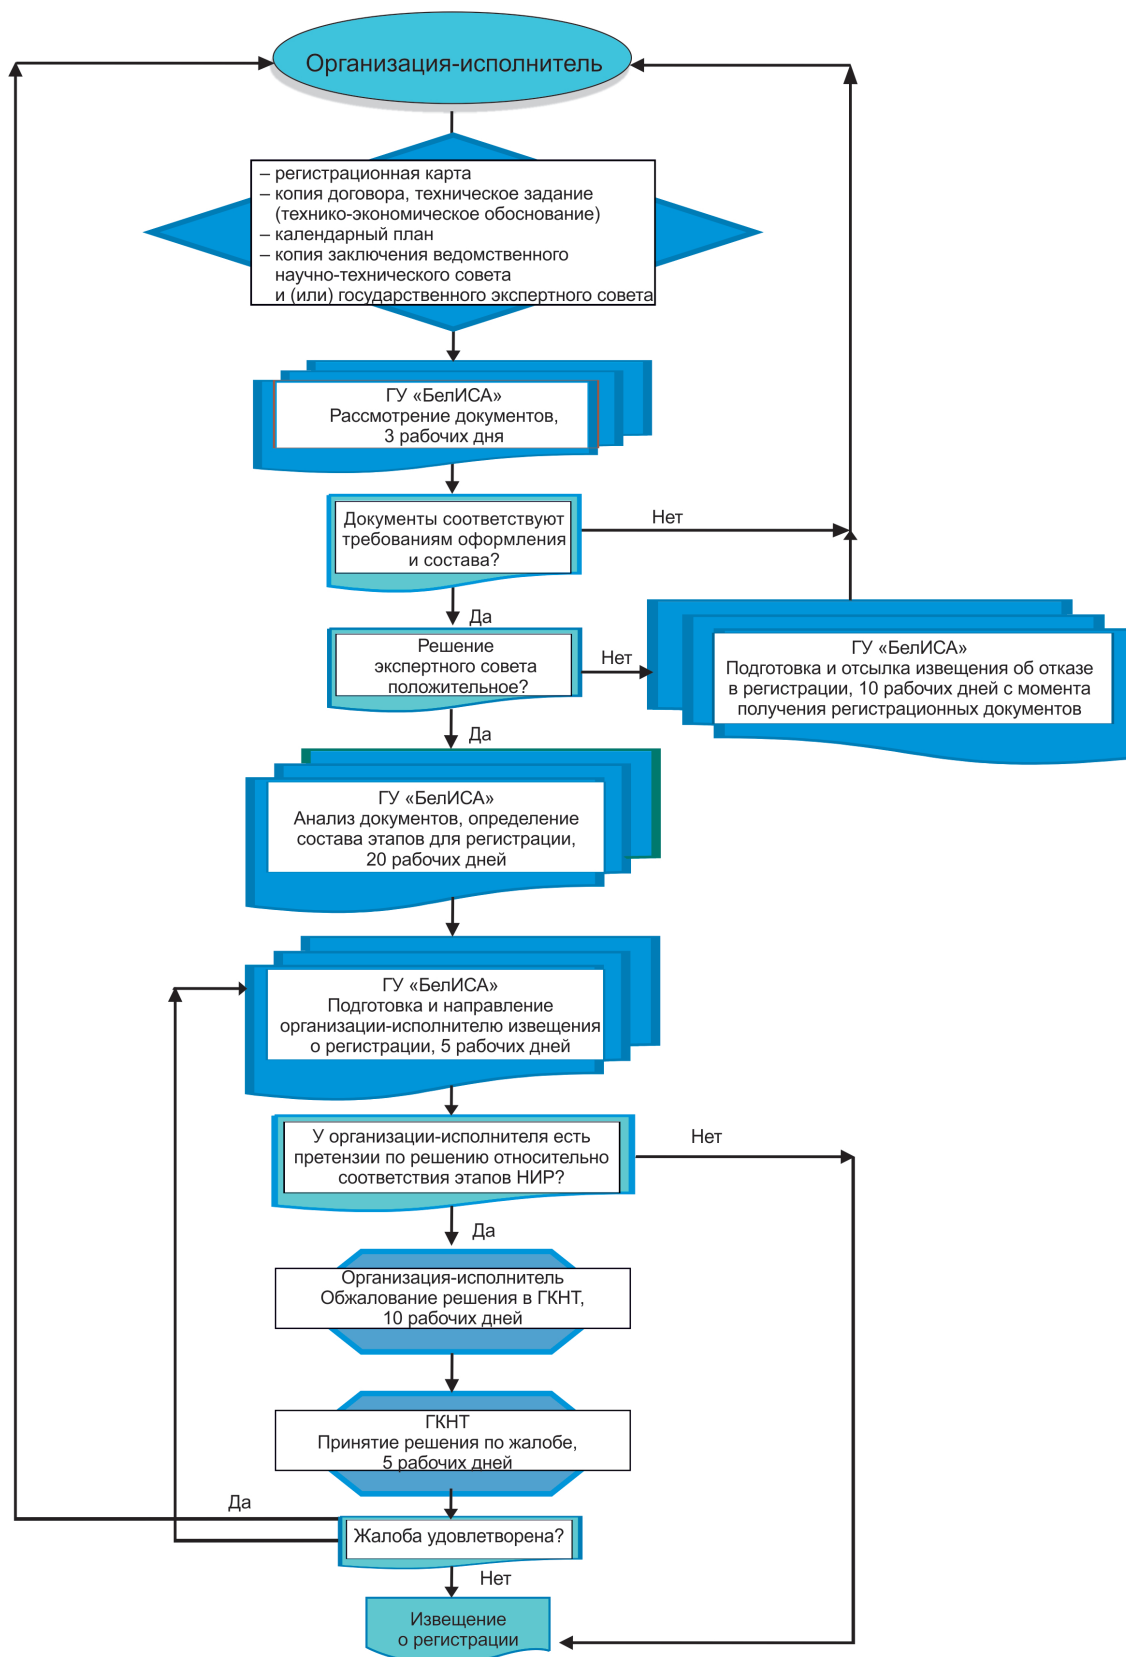 Организация-исполнитель
– регистрационная карта
– копия договора, техническое задание
(технико-экономическое обоснование)
– календарный план
– копия заключения ведомственного
научно-технического совета
и (или) государственного экспертного совета
ГУ «БелИСА»
Рассмотрение документов,
3 рабочих дня
Документы соответствуют
требованиям оформления
и состава?
Нет
Да
Решение
экспертного совета
положительное?
Нет
ГУ «БелИСА»
Подготовка и отсылка извещения об отказе
в регистрации, 10 рабочих дней с момента
получения регистрационных документов
Да
ГУ «БелИСА»
Анализ документов, определение
состава этапов для регистрации,
20 рабочих дней
ГУ «БелИСА»
Подготовка и направление
организации-исполнителю извещения
о регистрации, 5 рабочих дней
У организации-исполнителя есть
претензии по решению относительно
соответствия этапов НИР?
Нет
Да
Организация-исполнитель
Обжалование решения в ГКНТ,
10 рабочих дней
ГКНТ
Принятие решения по жалобе,
5 рабочих дней
Да
Жалоба удовлетворена?
Нет
Извещение
о регистрации